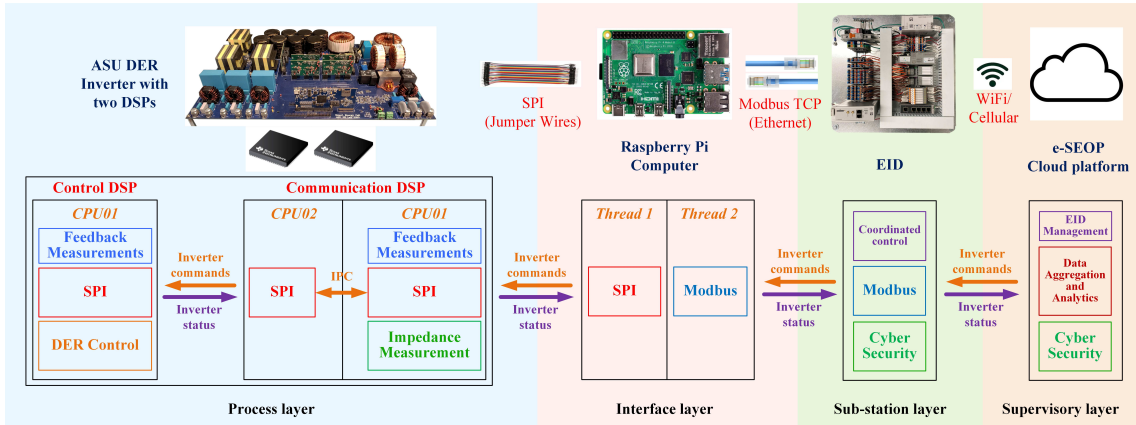 ASU DER
Inverter with
two DSPs
SPI
(Jumper Wires)
Raspberry Pi
Computer
Modbus TCP
(Ethernet)
EID
WiFi/
Cellular
e-SEOP
Cloud platform
Control DSP
Communication DSP
CPU01
Feedback
Measurements
SPI
DER Control
Inverter
commands
Inverter
status
CPU02
SPI
IPC
CPU01
Feedback
Measurements
SPI
Impedance
Measurement
Inverter
commands
Inverter
status
Thread 1
SPI
Thread 2
Modbus
Inverter
commands
Inverter
status
Coordinated
control
Modbus
Cyber
Security
Inverter
commands
Inverter
status
EID
Management
Data
Aggregation
and
Analytics
Cyber
Security
Process layer
Interface layer
Sub-station layer
Supervisory layer